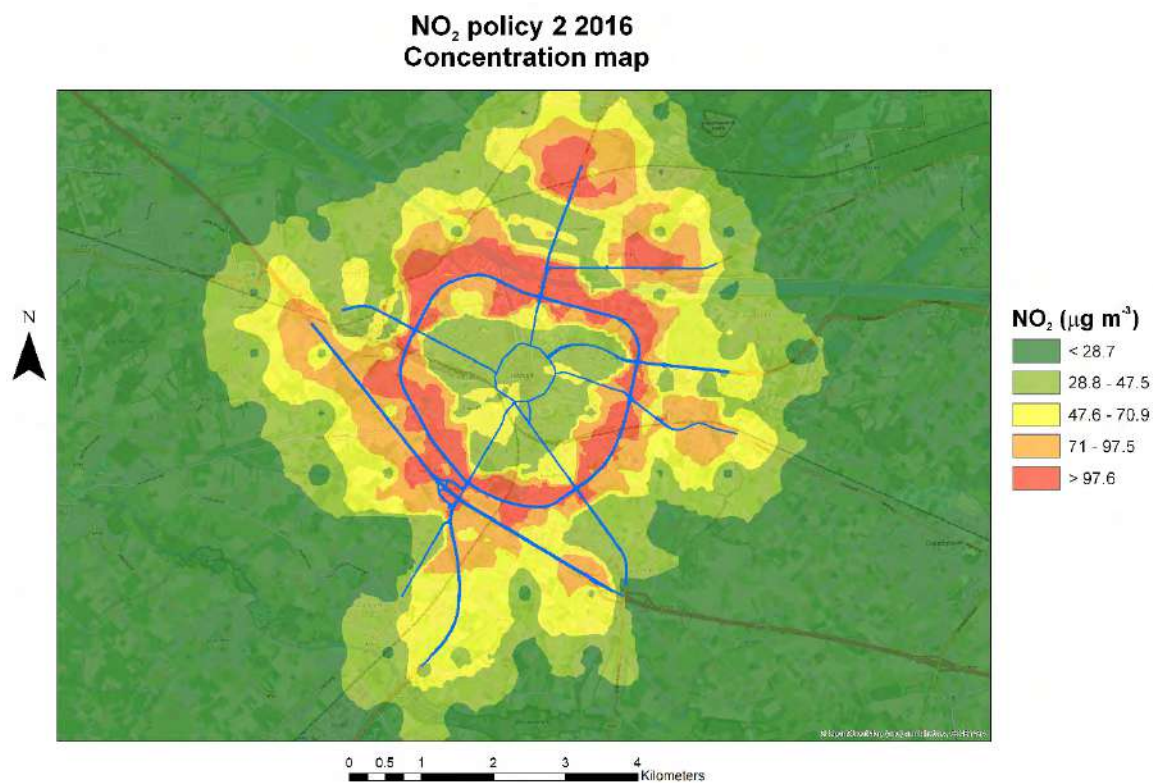 NO₂ policy 2 2016
Concentration map
N
NO₂ (µg m⁻³)
< 28.7
28.8 - 47.5
47.6 - 70.9
71 - 97.5
> 97.6
0 0.5 1 2 3 4
Kilometers